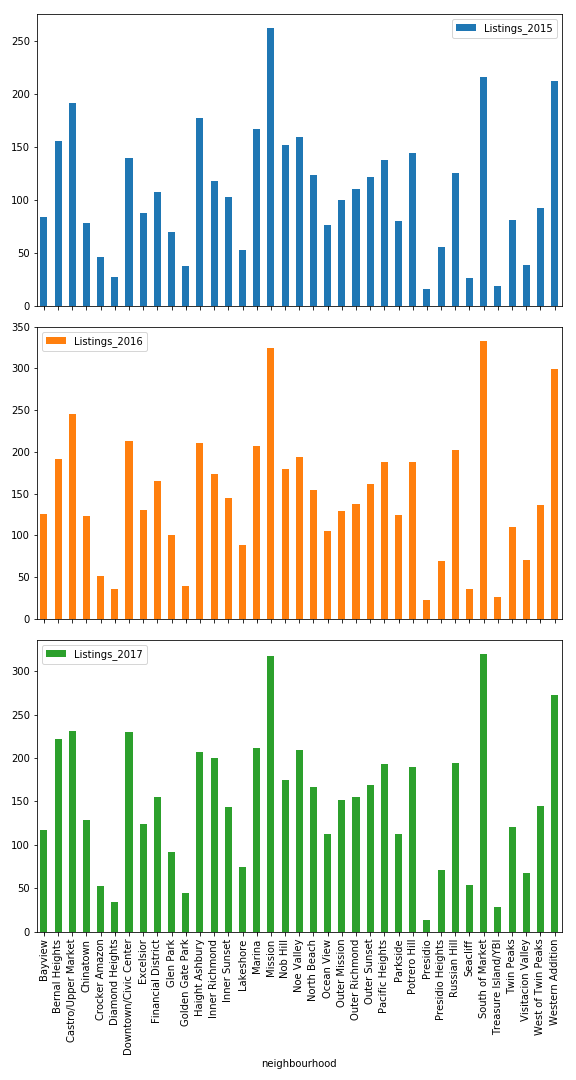 Listings_2015
250
200
150
100
50
0
Listings_2016
350
300
250
200
150
100
50
0
Listings_2017
300
250
200
150
100
50
0
Bayview
Bernal Heights
Castro/Upper Market
Chinatown
Crocker Amazon
Diamond Heights
Downtown/Civic Center
Excelsior
Financial District
Glen Park
Golden Gate Park
Haight Ashbury
Inner Richmond
Inner Sunset
Lakeshore
Marina
Mission
Nob Hill
Noe Valley
North Beach
Ocean View
Outer Mission
Outer Richmond
Outer Sunset
Pacific Heights
Parkside
Potrero Hill
Presidio
Presidio Heights
Russian Hill
Seacliff
South of Market
Treasure Island/YBI
Twin Peaks
Visitacion Valley
West of Twin Peaks
Western Addition
neighbourhood